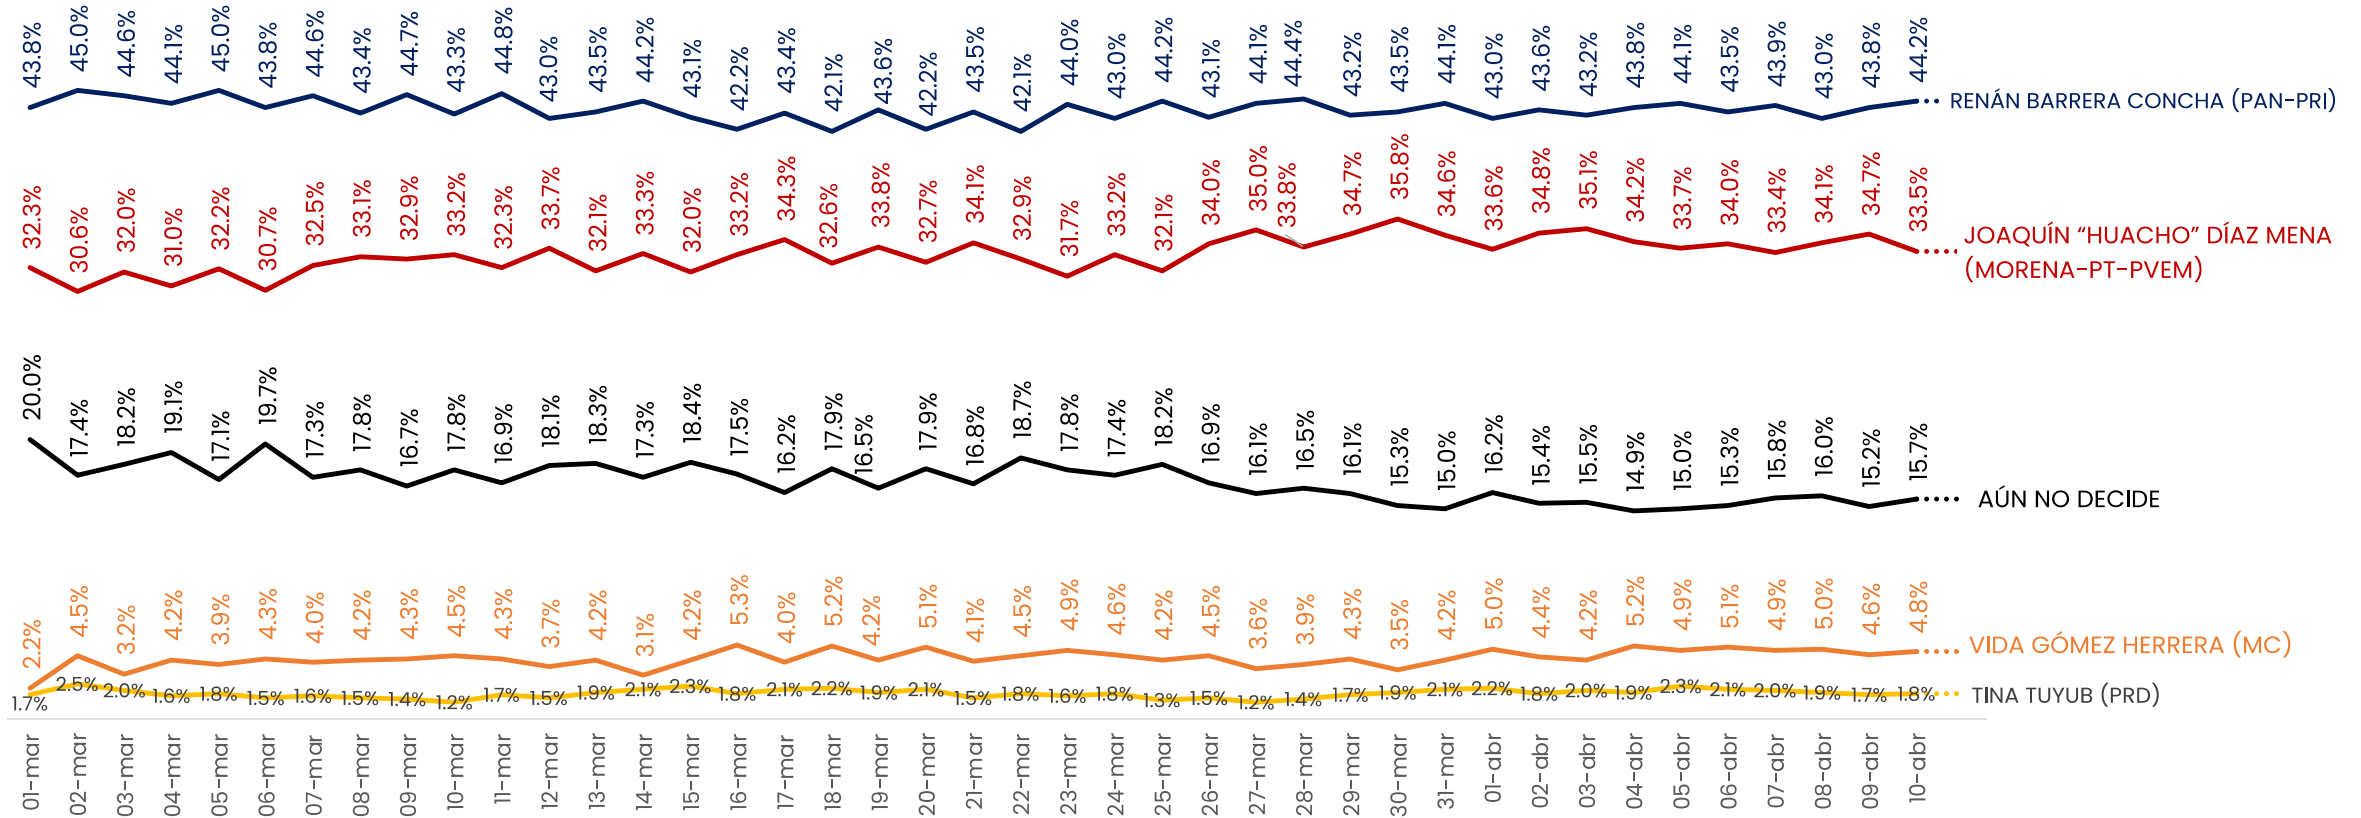 43.8% 45.0% 44.6% 44.1% 45.0% 43.8% 44.6% 43.4% 44.7% 43.3% 44.8% 43.0% 43.5% 44.2% 43.1% 42.2% 43.4% 42.1% 43.6% 42.2% 43.5% 42.1% 44.0% 43.0% 44.2% 43.1% 44.1% 44.4% 43.2% 43.5% 44.1% 43.0% 43.6% 43.2% 43.8% 44.1% 43.5% 43.9% 43.0% 43.8% 44.2%
RENÁN BARRERA CONCHA (PAN-PRI)
32.3% 30.6% 32.0% 31.0% 32.2% 30.7% 32.5% 33.1% 32.9% 33.2% 32.3% 33.7% 32.1% 33.3% 32.0% 33.2% 34.3% 32.6% 33.8% 32.7% 34.1% 32.9% 31.7% 33.2% 32.1% 34.0% 35.0% 33.8% 34.7% 35.8% 34.6% 33.6% 34.8% 35.1% 34.2% 33.7% 34.0% 33.4% 34.1% 34.7% 33.5%
JOAQUÍN “HUACHO” DÍAZ MENA
(MORENA-PT-PVEM)
20.0% 17.4% 18.2% 19.1% 17.1% 19.7% 17.3% 17.8% 16.7% 17.8% 16.9% 18.1% 18.3% 17.3% 18.4% 17.5% 16.2% 17.9% 16.5% 17.9% 16.8% 18.7% 17.8% 17.4% 18.2% 16.9% 16.1% 16.5% 16.1% 15.3% 15.0% 16.2% 15.4% 15.5% 14.9% 15.0% 15.3% 15.8% 16.0% 15.2% 15.7%
AÚN NO DECIDE
2.2% 4.5% 3.2% 4.2% 3.9% 4.3% 4.0% 4.2% 4.3% 4.5% 4.3% 3.7% 4.2% 3.1% 4.2% 5.3% 4.0% 5.2% 4.2% 5.1% 4.1% 4.5% 4.9% 4.6% 4.2% 4.5% 3.6% 3.9% 4.3% 3.5% 4.2% 5.0% 4.4% 4.2% 5.2% 4.9% 5.1% 4.9% 5.0% 4.6% 4.8%
VIDA GÓMEZ HERRERA (MC)
1.7% 2.5% 2.0% 1.6% 1.8% 1.5% 1.6% 1.5% 1.4% 1.2% 1.7% 1.5% 1.9% 2.1% 2.3% 1.8% 2.1% 2.2% 1.9% 2.1% 1.5% 1.8% 1.6% 1.8% 1.3% 1.5% 1.2% 1.4% 1.7% 1.9% 2.1% 2.2% 1.8% 2.0% 1.9% 2.3% 2.1% 2.0% 1.9% 1.7% 1.8%
TINA TUYUB (PRD)
01-mar 02-mar 03-mar 04-mar 05-mar 06-mar 07-mar 08-mar 09-mar 10-mar 11-mar 12-mar 13-mar 14-mar 15-mar 16-mar 17-mar 18-mar 19-mar 20-mar 21-mar 22-mar 23-mar 24-mar 25-mar 26-mar 27-mar 28-mar 29-mar 30-mar 31-mar 01-abr 02-abr 03-abr 04-abr 05-abr 06-abr 07-abr 08-abr 09-abr 10-abr